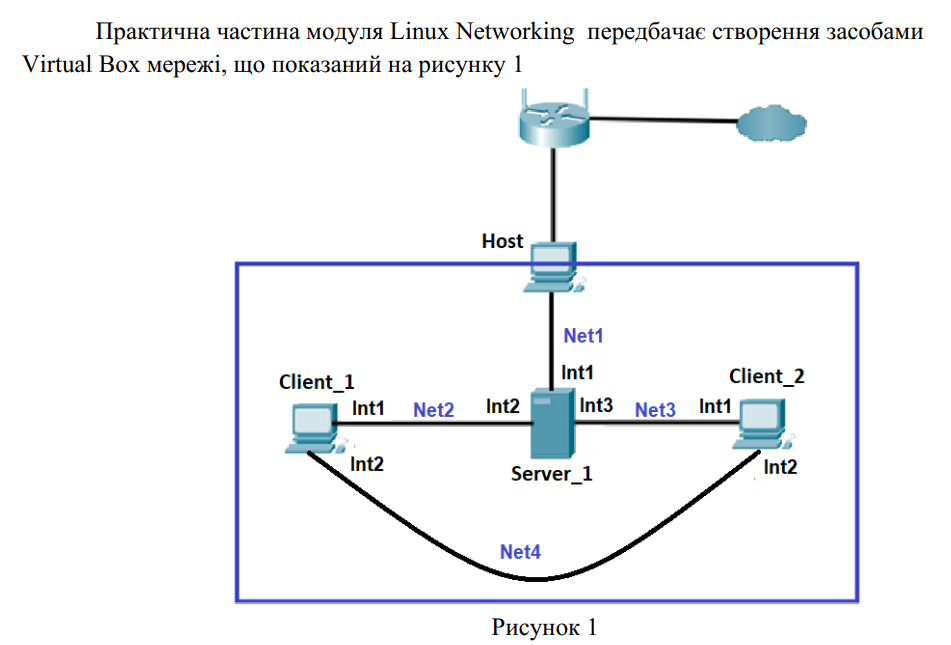 Практична частина модуля Linux Networking передбачає створення засобами
Virtual Box мережі, що показаний на рисунку 1
Host
Net1
Int1
Client_1
Client_2
Int1
Net2
Int2
Int3
Net3
Int1
Int2
Server_1
Int2
Net4
Рисунок 1